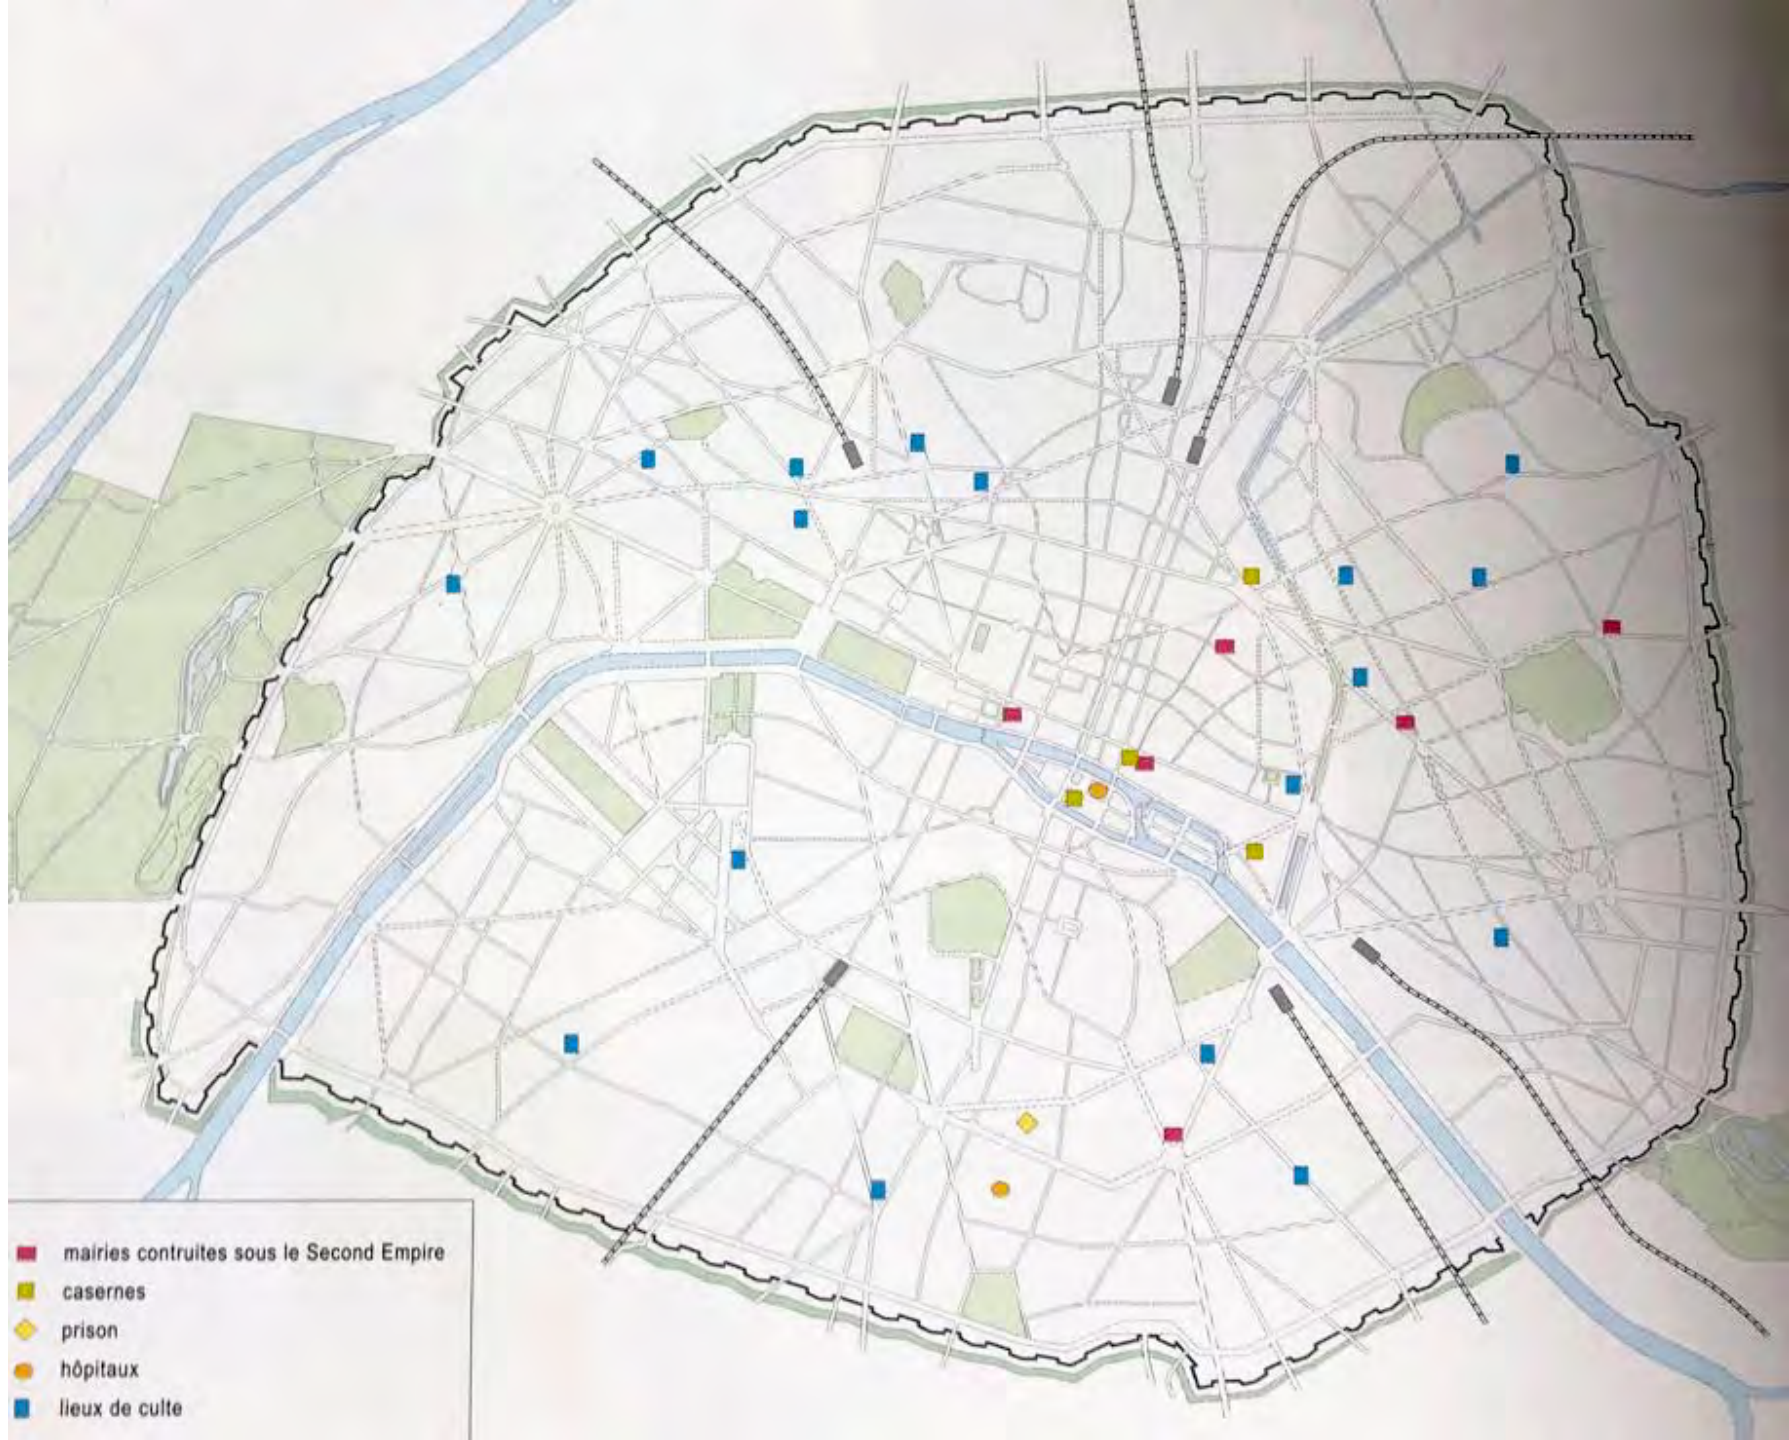 mairies contruites sous le Second Empire
casernes
prison
hôpitaux
lieux de culte